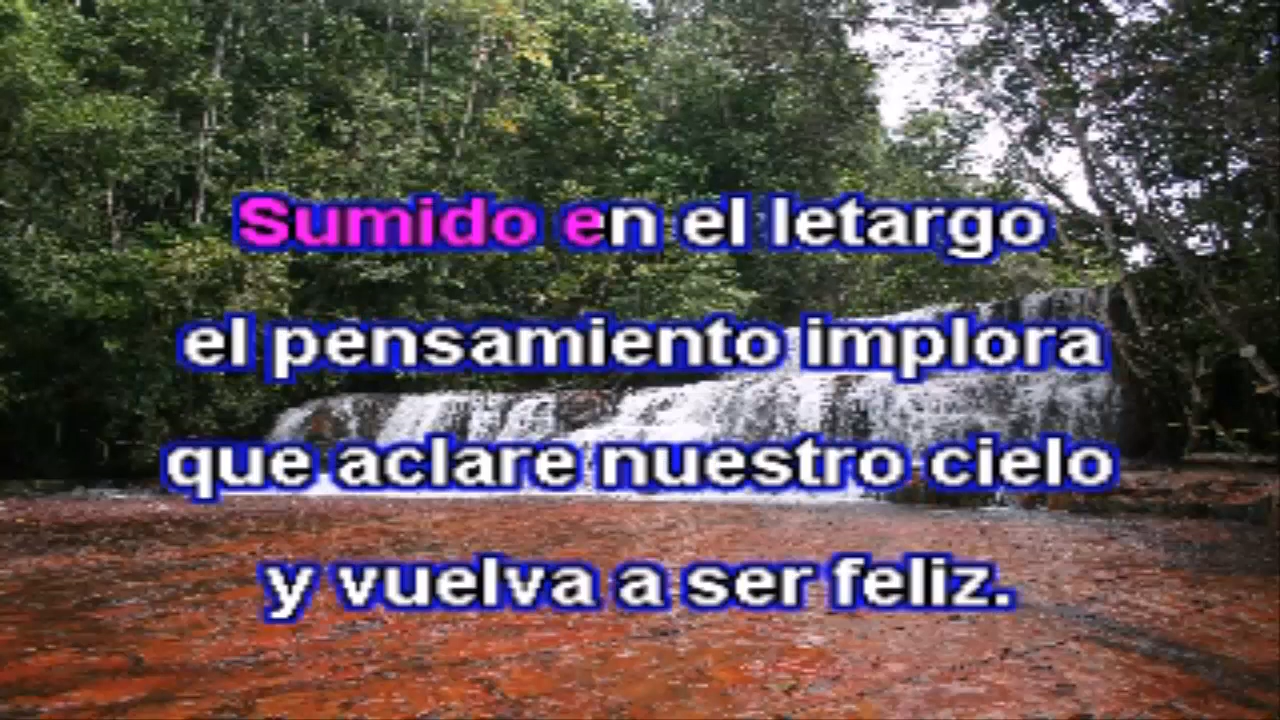 Sumido en el letargo
el pensamiento implora
que aclare nuestro cielo
y vuelva a ser feliz.